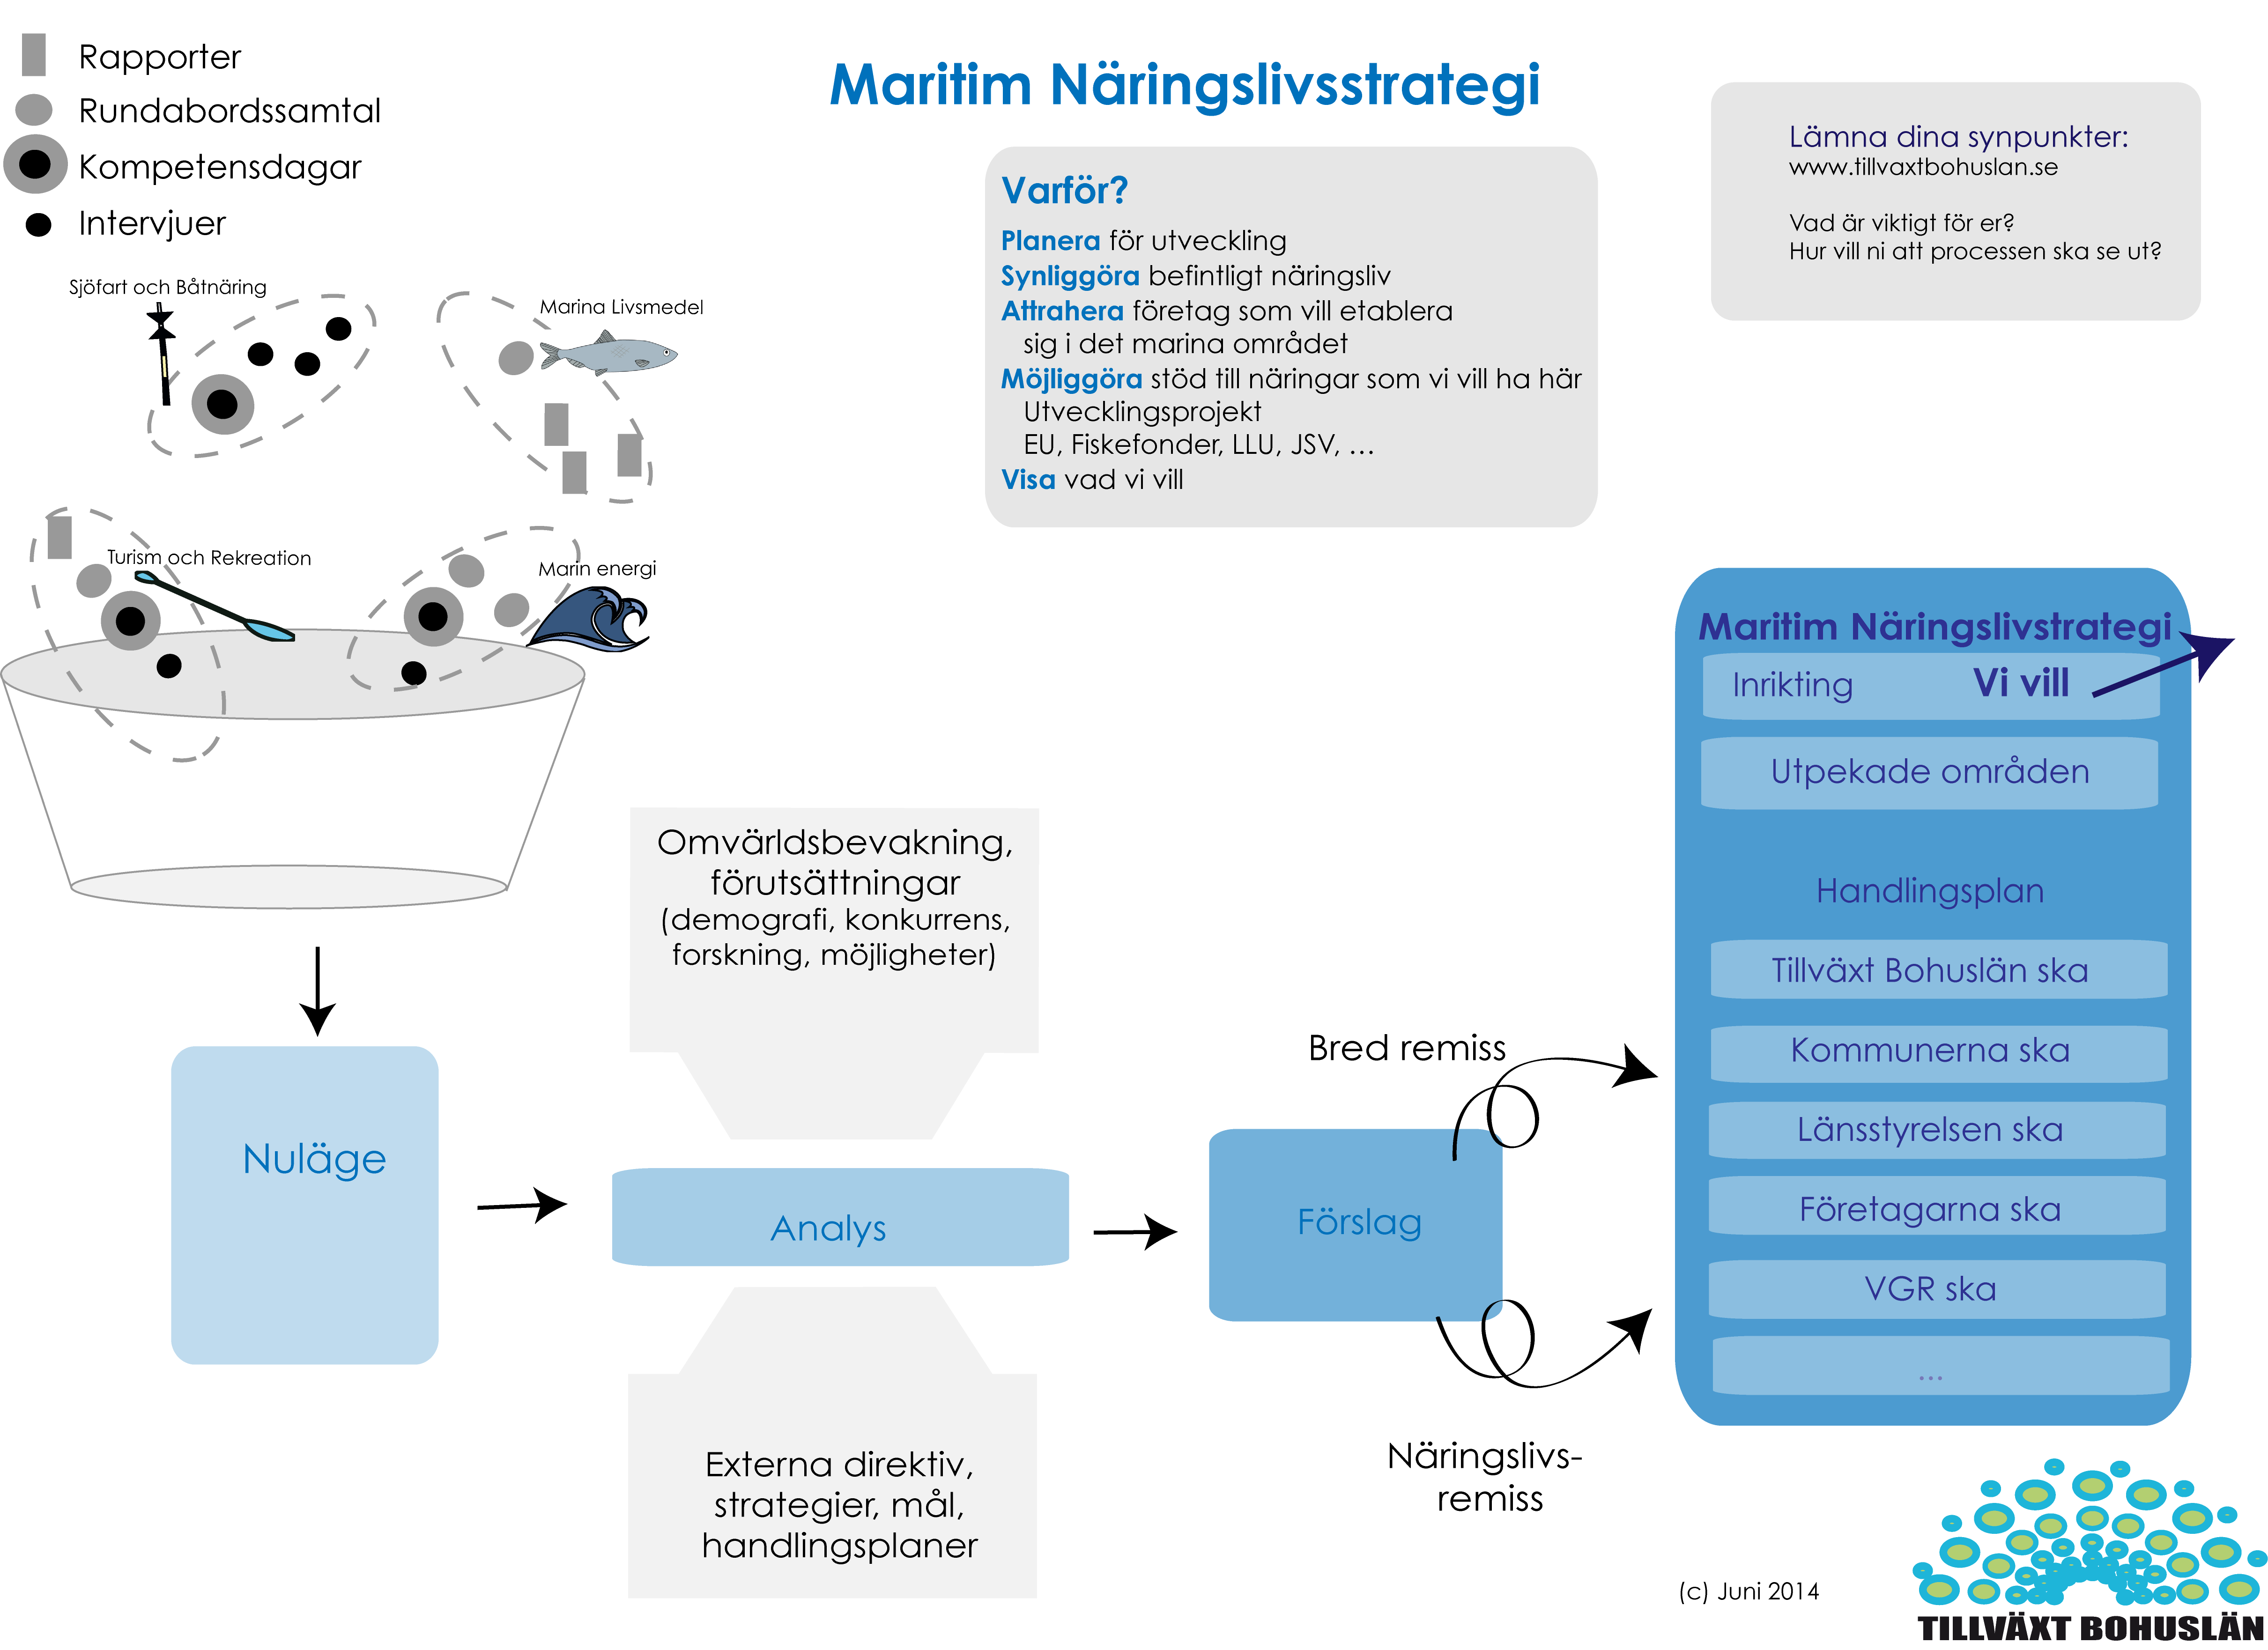 Rapporter
Rundabordssamtal
Kompetensdagar
Intervjuer
Maritim Näringslivsstrategi
Varför?
Planera för utveckling
Synliggöra befintligt näringsliv
Attrahera företag som vill etablera
sig i det marina området
Möjliggöra stöd till näringar som vi vill ha här
Utvecklingsprojekt
EU, Fiskefonder, LLU, JSV, ...
Visa vad vi vill
Lämna dina synpunkter:
www.tillvaxtbohuslan.se
Vad är viktigt för er?
Hur vill ni att processen ska se ut?
Sjöfart och Båtnäring
Marina Livsmedel
Turism och Rekreation
Marin energi
Nuläge
Omvärldsbevakning,
förutsättningar
(demografi, konkurrens,
forskning, möjligheter)
Analys
Externa direktiv,
strategier, mål,
handlingsplaner
Förslag
Bred remiss
Näringslivs-
remiss
Maritim Näringslivstrategi
Inrikting Vi vill
Utpekade områden
Handlingsplan
Tillväxt Bohuslän ska
Kommunerna ska
Länsstyrelsen ska
Företagarna ska
VGR ska
...
(c) Juni 2014
TILLVÄXT BOHUSLÄN